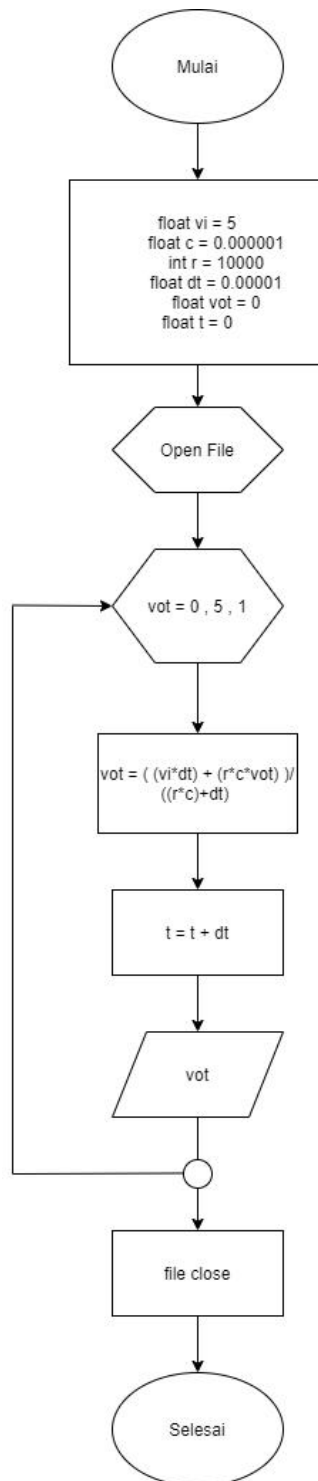 Mulai
float vi = 5
float c = 0.000001
int r = 10000
float dt = 0.00001
float vot = 0
float t = 0
Open File
vot = 0 , 5 , 1
vot = ( (vi*dt) + (r*c*vot) )/
((r*c)+dt)
t = t + dt
vot
file close
Selesai